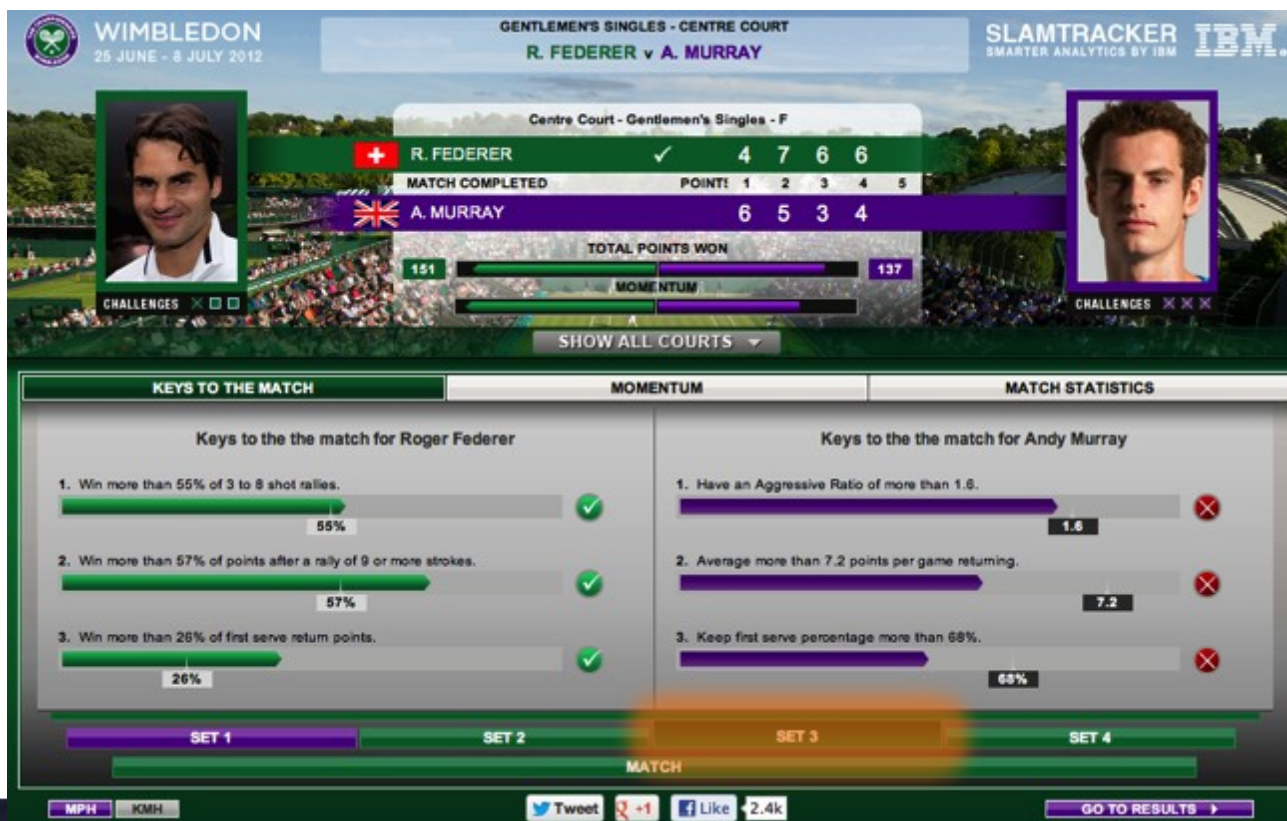 WIMBLEDON
25 JUNE - 8 JULY 2012
GENTLEMEN'S SINGLES - CENTRE COURT
R. FEDERER v A. MURRAY
SLAMTRACKER
SMARTER ANALYTICS BY IBM
IBM.
Centre Court - Gentlemen's Singles - F
R. FEDERER 4 7 6 6
MATCH COMPLETED POINTS 1 2 3 4 5
A. MURRAY 6 5 3 4
TOTAL POINTS WON
151 137
MOMENTUM
CHALLENGES
CHALLENGES
SHOW ALL COURTS
KEYS TO THE MATCH MOMENTUM MATCH STATISTICS
Keys to the the match for Roger Federer
1. Win more than 55% of 3 to 8 shot rallies.
55%
2. Win more than 57% of points after a rally of 9 or more strokes.
57%
3. Win more than 26% of first serve return points.
26%
Keys to the the match for Andy Murray
1. Have an Aggressive Ratio of more than 1.6.
1.6
2. Average more than 7.2 points per game returning.
7.2
3. Keep first serve percentage more than 68%.
68%
SET 1 SET 2 SET 3 SET 4
MATCH
MPH KMH
Tweet +1 Like 2.4k
GO TO RESULTS